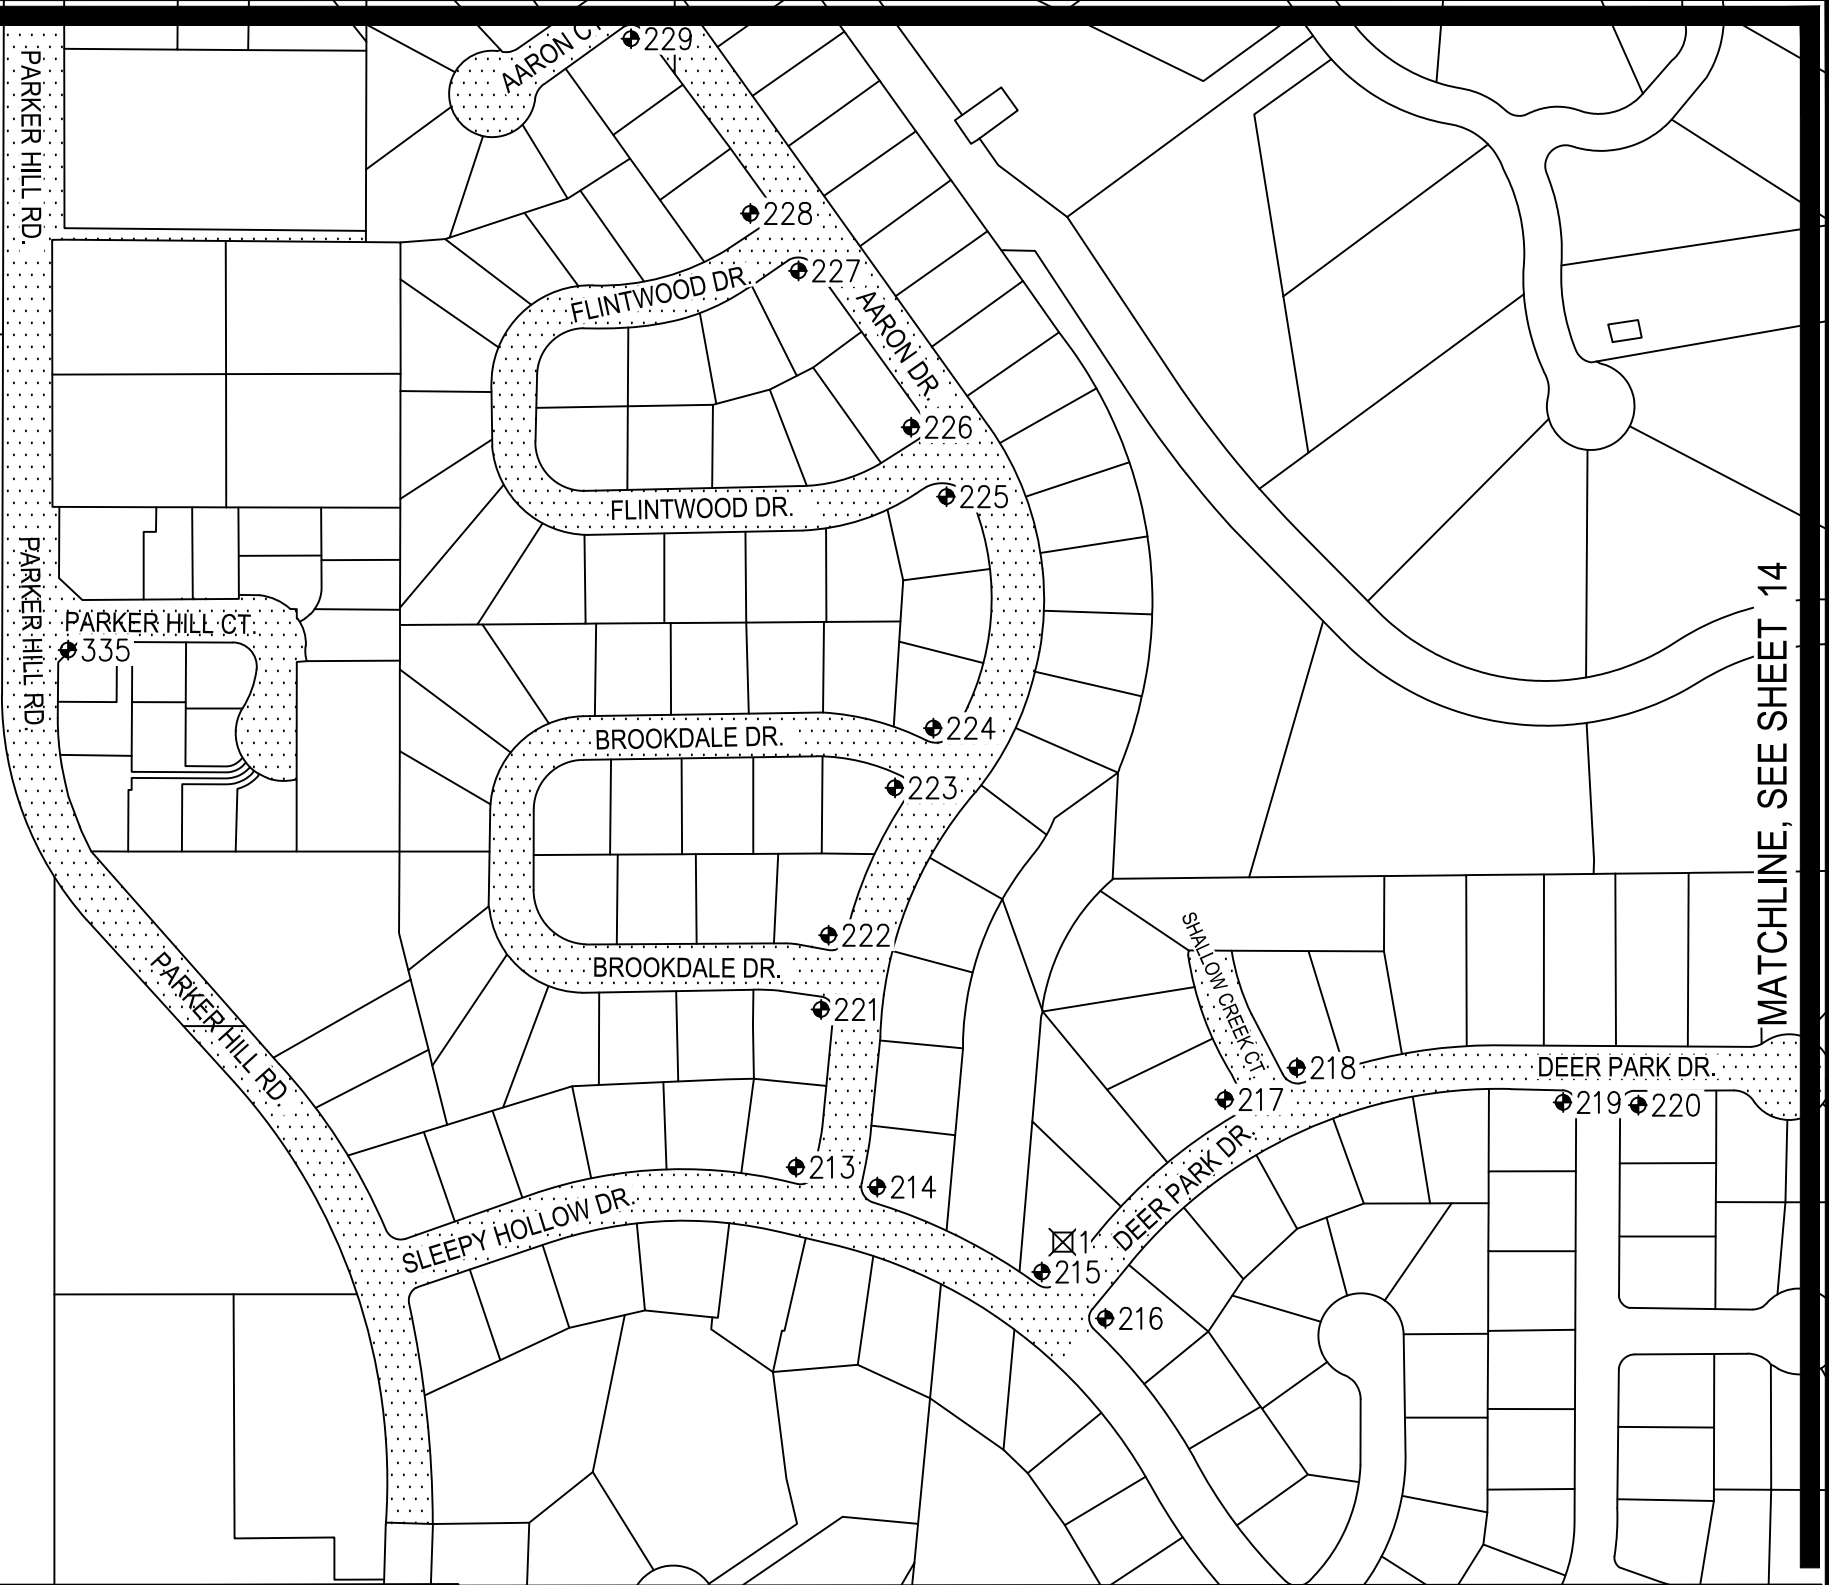 AARON CT
229
PARKER HILL RD.
228
227
FLINTWOOD DR.
AARON DR.
226
225
FLINTWOOD DR.
PARKER HILL RD.
PARKER HILL CT.
335
MATCHLINE, SEE SHEET 14
224
BROOKDALE DR.
223
222
BROOKDALE DR.
221
SHALLOW CREEK CT
PARKER HILL RD.
218
DEER PARK DR.
217
219
220
213
214
DEER PARK DR.
SLEEPY HOLLOW DR.
1
215
216